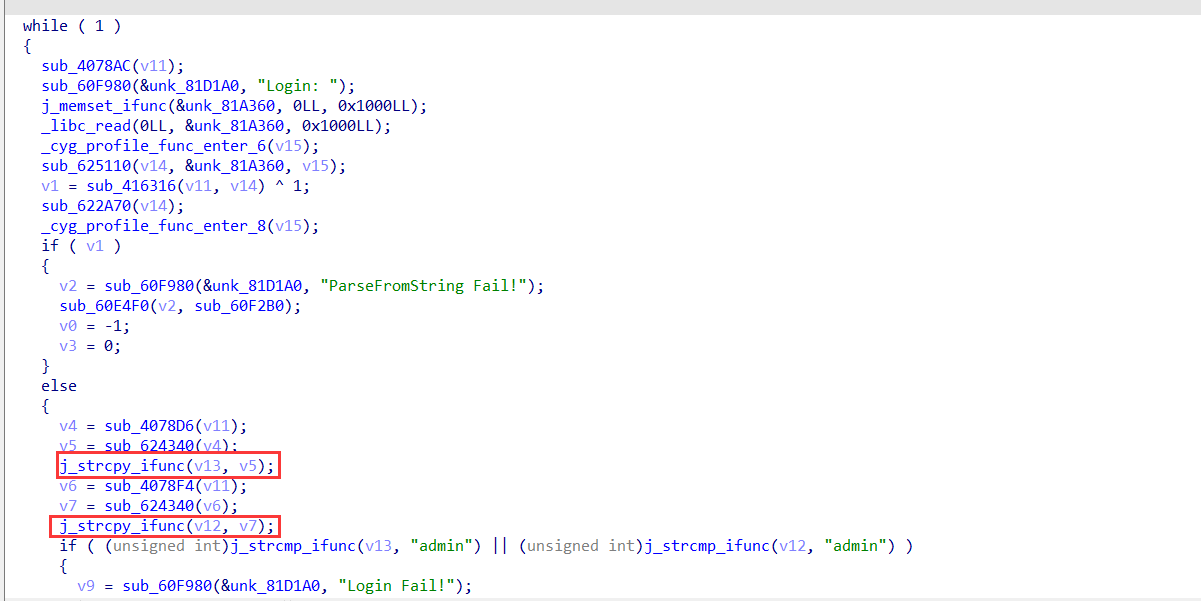 while ( 1 )
{
sub_4078AC(v11);
sub_60F980(&unk_81D1A0, "Login: ");
j_memset_ifunc(&unk_81A360, 0LL, 0x1000LL);
_libc_read(0LL, &unk_81A360, 0x1000LL);
_cyg_profile_func_enter_6(v15);
sub_625110(v14, &unk_81A360, v15);
v1 = sub_416316(v11, v14) ^ 1;
sub_622A70(v14);
_cyg_profile_func_enter_8(v15);
if ( v1 )
{
v2 = sub_60F980(&unk_81D1A0, "ParseFromString Fail!");
sub_60E4F0(v2, sub_60F2B0);
v0 = -1;
v3 = 0;
}
else
{
v4 = sub_4078D6(v11);
v5 = sub_624340(v4);
j_strcpy_ifunc(v13, v5);
v6 = sub_4078F4(v11);
v7 = sub_624340(v6);
j_strcpy_ifunc(v12, v7);
if ( (unsigned int)j_strcmp_ifunc(v13, "admin") || (unsigned int)j_strcmp_ifunc(v12, "admin") )
{
v9 = sub_60F980(&unk_81D1A0, "Login Fail!");